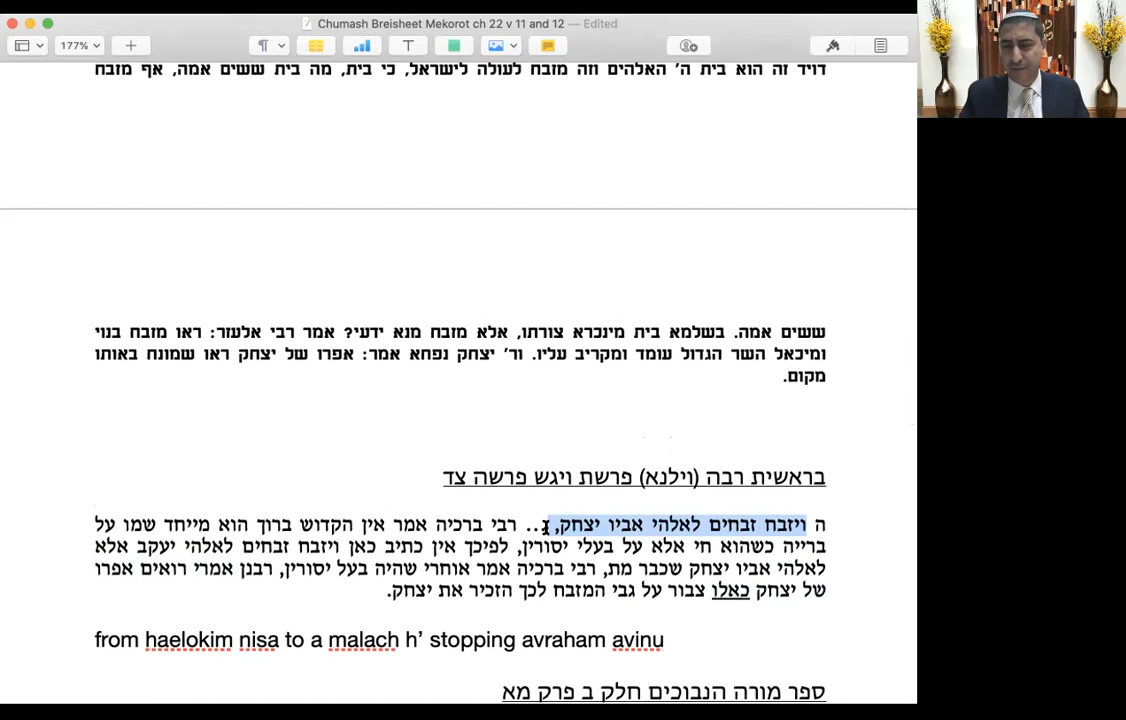 Chumash Breisheet Mekorot ch 22 v 11 and 12 — Edited
177%
דויד זה הוא בית ה' האלהים וזה מזבח לעולה לישראל, כי בית, מה בית ששים אמה, אף מזבח
ששים אמה. בשלמא בית מינכרא צורתו, אלא מזבח מנא ידעי? אמר רבי אלעזר: ראו מזבח בנוי
ומיכאל השר הגדול עומד ומקריב עליו. ור' יצחק נפחא אמר: אפרו של יצחק ראו שמונח באותו
מקום.
בראשית רבה (וילנא) פרשת ויגש פרשה צד
ה ויזבח זבחים לאלהי אביו יצחק, ... רבי ברכיה אמר אין הקדוש ברוך הוא מייחד שמו על
ברייה כשהוא חי אלא על בעלי יסורין, לפיכך אין כתיב כאן ויזבח זבחים לאלהי יעקב אלא
לאלהי אביו יצחק שכבר מת, רבי ברכיה אמר אוחרי שהיה בעל יסורין, רבנן אמרי רואים אפרו
של יצחק כאלו צבור על גבי המזבח לכך הזכיר את יצחק.
from haelokim nisa to a malach h’ stopping avraham avinu
ספר מורה הנבוכים חלק ב פרק מא